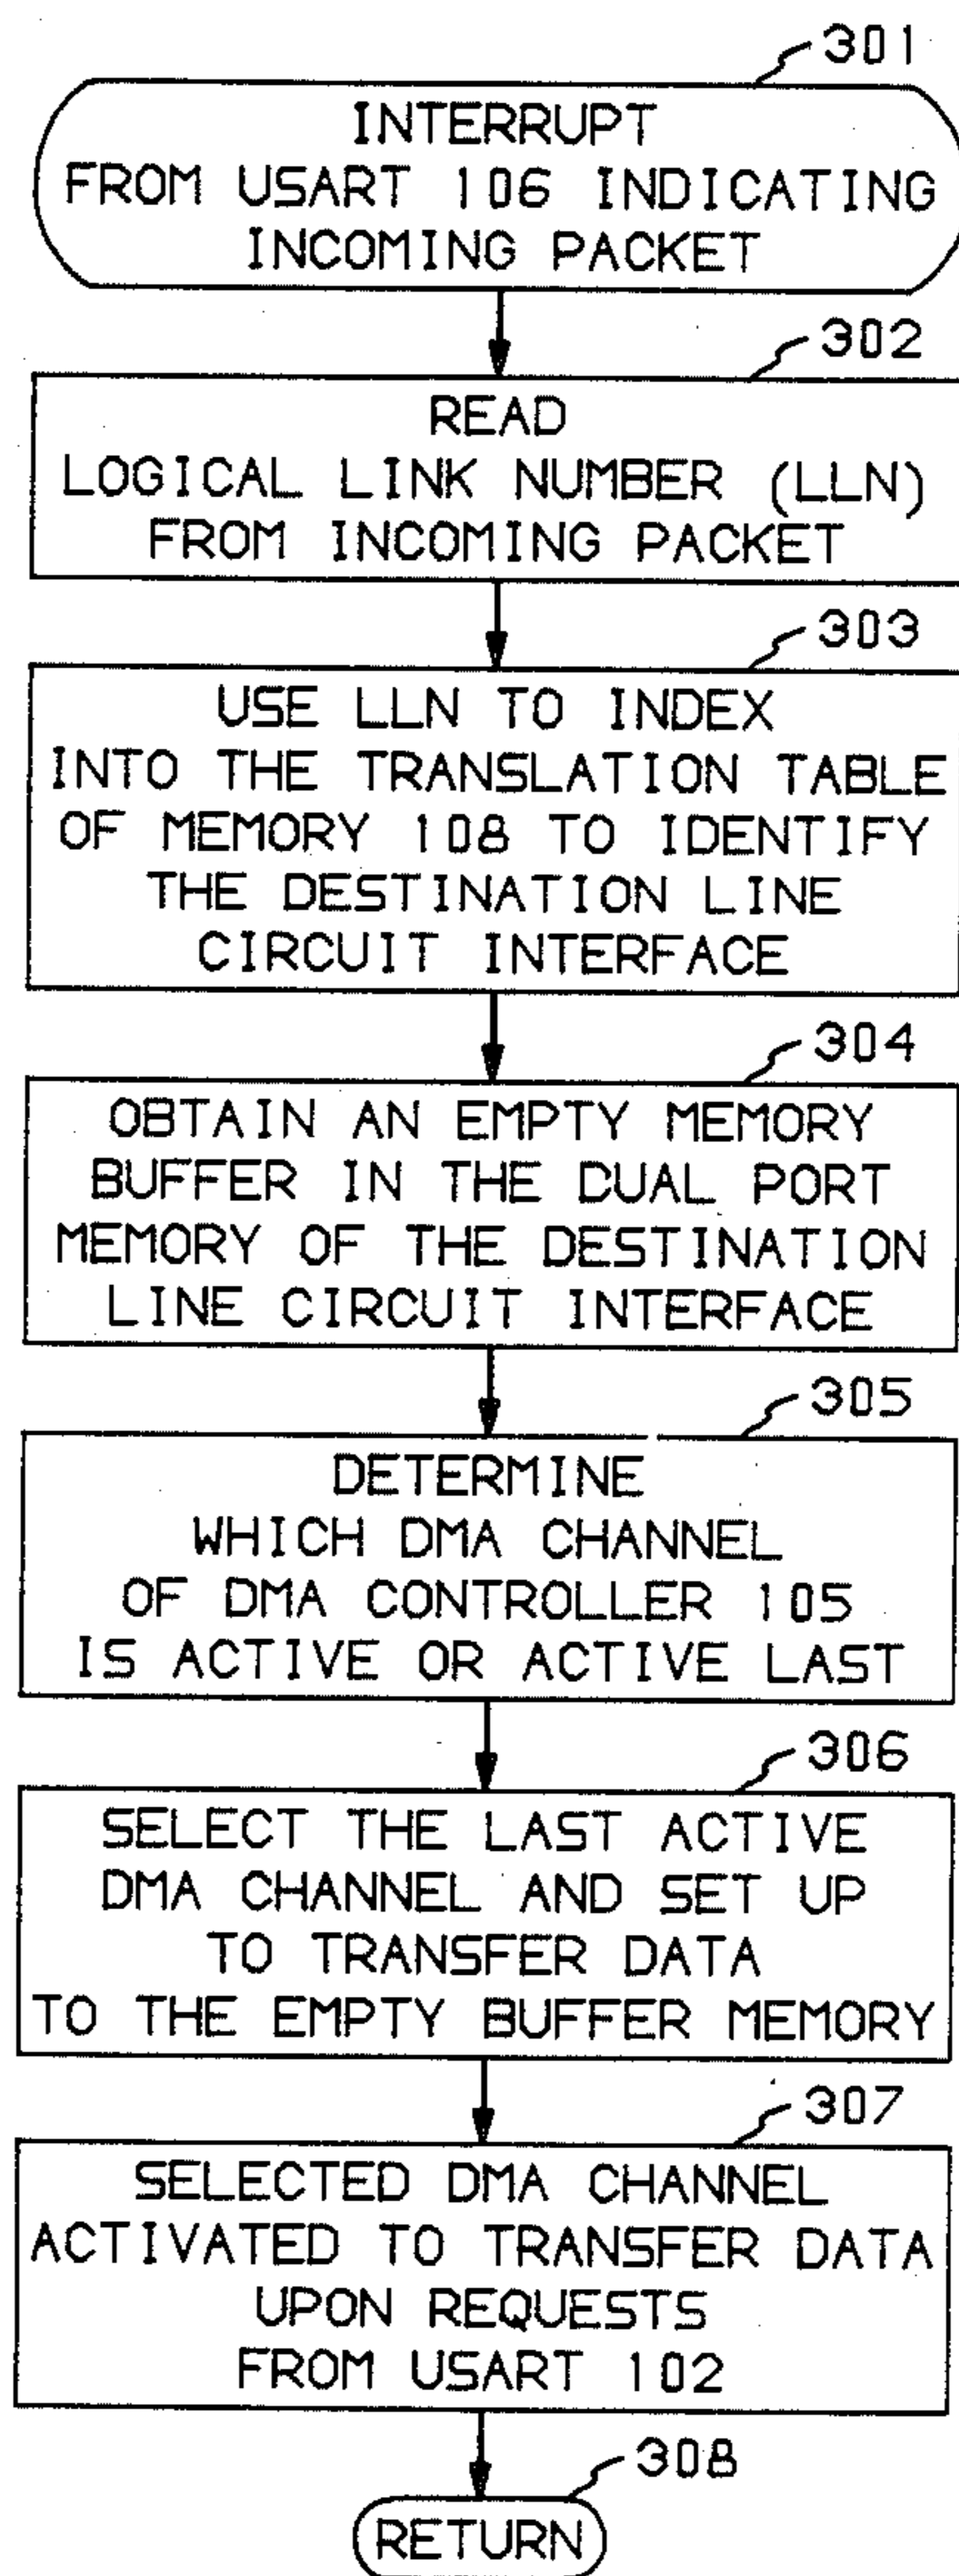 301
INTERRUPT
FROM USART 106 INDICATING
INCOMING PACKET
302
READ
LOGICAL LINK NUMBER (LLN)
FROM INCOMING PACKET
303
USE LLN TO INDEX
INTO THE TRANSLATION TABLE
OF MEMORY 108 TO IDENTIFY
THE DESTINATION LINE
CIRCUIT INTERFACE
304
OBTAIN AN EMPTY MEMORY
BUFFER IN THE DUAL PORT
MEMORY OF THE DESTINATION
LINE CIRCUIT INTERFACE
305
DETERMINE
WHICH DMA CHANNEL
OF DMA CONTROLLER 105
IS ACTIVE OR ACTIVE LAST
306
SELECT THE LAST ACTIVE
DMA CHANNEL AND SET UP
TO TRANSFER DATA
TO THE EMPTY BUFFER MEMORY
307
SELECTED DMA CHANNEL
ACTIVATED TO TRANSFER DATA
UPON REQUESTS
FROM USART 102
308
RETURN